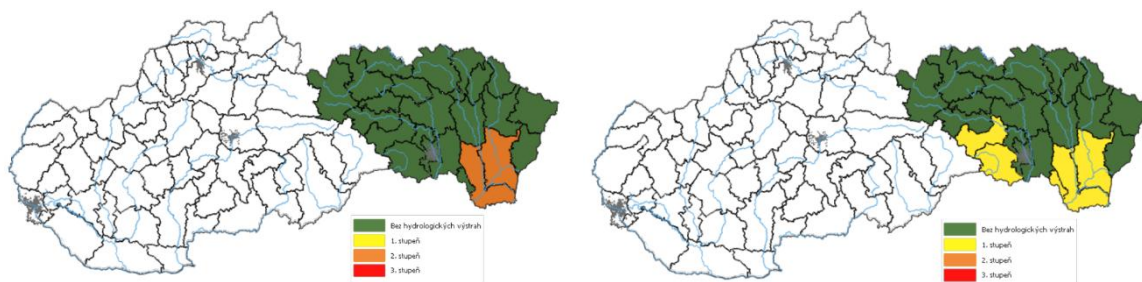 Bez hydrologických výstrah
1. stupeň
2. stupeň
3. stupeň
Bez hydrologických výstrah
1. stupeň
2. stupeň
3. stupeň